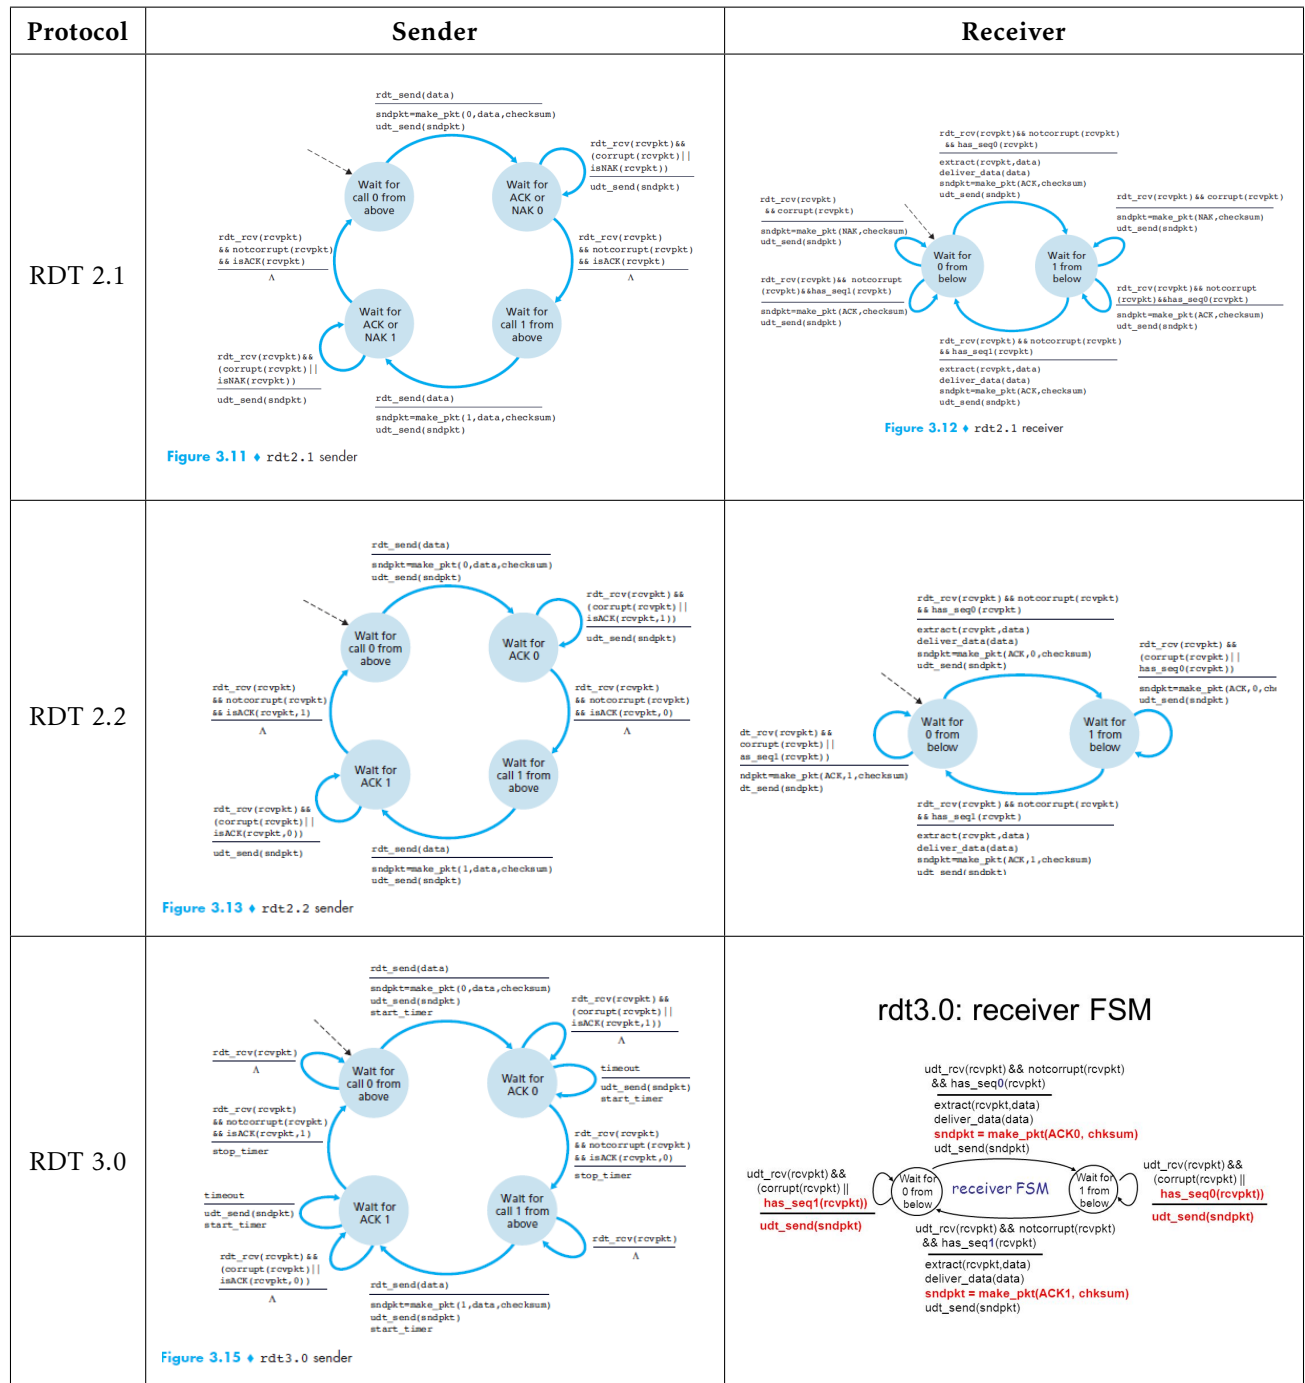 Protocol
Sender
Receiver
RDT 2.1
rdt_send(data)
sndpkt=make_pkt(0,data,checksum)
udt_send(sndpkt)
rdt_rcv(rcvpkt)&&
(corrupt(rcvpkt)||
isNAK(rcvpkt))
udt_send(sndpkt)
Wait for
call 0 from
above
Wait for
ACK or
NAK 0
rdt_rcv(rcvpkt)
&& notcorrupt(rcvpkt)
&& isACK(rcvpkt)
Λ
rdt_rcv(rcvpkt)
&& notcorrupt(rcvpkt)
&& isACK(rcvpkt)
Λ
Wait for
ACK or
NAK 1
Wait for
call 1 from
above
rdt_rcv(rcvpkt)&&
(corrupt(rcvpkt)||
isNAK(rcvpkt))
udt_send(sndpkt)
rdt_send(data)
sndpkt=make_pkt(1,data,checksum)
udt_send(sndpkt)
Figure 3.11 ♦ rdt2.1 sender
rdt_rcv(rcvpkt)&& notcorrupt(rcvpkt)
&& has_seq0(rcvpkt)
extract(rcvpkt,data)
deliver_data(data)
sndpkt=make_pkt(ACK,checksum)
udt_send(sndpkt)
rdt_rcv(rcvpkt)
&& corrupt(rcvpkt)
sndpkt=make_pkt(NAK,checksum)
udt_send(sndpkt)
rdt_rcv(rcvpkt) && corrupt(rcvpkt)
sndpkt=make_pkt(NAK,checksum)
udt_send(sndpkt)
Wait for
0 from
below
Wait for
1 from
below
rdt_rcv(rcvpkt)&& notcorrupt
(rcvpkt)&&has_seq1(rcvpkt)
sndpkt=make_pkt(ACK,checksum)
udt_send(sndpkt)
rdt_rcv(rcvpkt)&& notcorrupt
(rcvpkt)&&has_seq0(rcvpkt)
sndpkt=make_pkt(ACK,checksum)
udt_send(sndpkt)
rdt_rcv(rcvpkt)&& notcorrupt(rcvpkt)
&& has_seq1(rcvpkt)
extract(rcvpkt,data)
deliver_data(data)
sndpkt=make_pkt(ACK,checksum)
udt_send(sndpkt)
Figure 3.12 ♦ rdt2.1 receiver
RDT 2.2
rdt_send(data)
sndpkt=make_pkt(0,data,checksum)
udt_send(sndpkt)
rdt_rcv(rcvpkt)&&
(corrupt(rcvpkt)||
isACK(rcvpkt,1))
udt_send(sndpkt)
Wait for
call 0 from
above
Wait for
ACK 0
rdt_rcv(rcvpkt)
&& notcorrupt(rcvpkt)
&& isACK(rcvpkt,1)
Λ
rdt_rcv(rcvpkt)
&& notcorrupt(rcvpkt)
&& isACK(rcvpkt,0)
Λ
Wait for
ACK 1
Wait for
call 1 from
above
rdt_rcv(rcvpkt)&&
(corrupt(rcvpkt)||
isACK(rcvpkt,0))
udt_send(sndpkt)
rdt_send(data)
sndpkt=make_pkt(1,data,checksum)
udt_send(sndpkt)
Figure 3.13 ♦ rdt2.2 sender
rdt_rcv(rcvpkt)&& notcorrupt(rcvpkt)
&& has_seq0(rcvpkt)
extract(rcvpkt,data)
deliver_data(data)
sndpkt=make_pkt(ACK,0,checksum)
udt_send(sndpkt)
rdt_rcv(rcvpkt) &&
(corrupt(rcvpkt)||
has_seq0(rcvpkt))
sndpkt=make_pkt(ACK,0,che
udt_send(sndpkt)
Wait for
0 from
below
Wait for
1 from
below
dt_rcv(rcvpkt)&&
corrupt(rcvpkt)||
as_seq1(rcvpkt))
ndpkt=make_pkt(ACK,1,checksum)
dt_send(sndpkt)
rdt_rcv(rcvpkt)&& notcorrupt(rcvpkt)
&& has_seq1(rcvpkt)
extract(rcvpkt,data)
deliver_data(data)
sndpkt=make_pkt(ACK,1,checksum)
udt_send(sndpkt)
RDT 3.0
rdt_send(data)
sndpkt=make_pkt(0,data,checksum)
udt_send(sndpkt)
start_timer
rdt_rcv(rcvpkt)&&
(corrupt(rcvpkt)||
isACK(rcvpkt,1))
Λ
rdt_rcv(rcvpkt)
Λ
Wait for
call 0 from
above
Wait for
ACK 0
timeout
udt_send(sndpkt)
start_timer
rdt_rcv(rcvpkt)
&& notcorrupt(rcvpkt)
&& isACK(rcvpkt,1)
stop_timer
rdt_rcv(rcvpkt)
&& notcorrupt(rcvpkt)
&& isACK(rcvpkt,0)
stop_timer
timeout
udt_send(sndpkt)
start_timer
Wait for
ACK 1
Wait for
call 1 from
above
rdt_rcv(rcvpkt)
Λ
rdt_rcv(rcvpkt)&&
(corrupt(rcvpkt)||
isACK(rcvpkt,0))
Λ
rdt_send(data)
sndpkt=make_pkt(1,data,checksum)
udt_send(sndpkt)
start_timer
Figure 3.15 ♦ rdt3.0 sender
rdt3.0: receiver FSM
udt_rcv(rcvpkt) && notcorrupt(rcvpkt)
&& has_seq0(rcvpkt)
extract(rcvpkt,data)
deliver_data(data)
sndpkt = make_pkt(ACK0, chksum)
udt_send(sndpkt)
udt_rcv(rcvpkt) &&
(corrupt(rcvpkt) ||
has_seq1(rcvpkt))
udt_send(sndpkt)
Wait for
0 from
below
receiver FSM
Wait for
1 from
below
udt_rcv(rcvpkt) &&
(corrupt(rcvpkt) ||
has_seq0(rcvpkt))
udt_send(sndpkt)
udt_rcv(rcvpkt) && notcorrupt(rcvpkt)
&& has_seq1(rcvpkt)
extract(rcvpkt,data)
deliver_data(data)
sndpkt = make_pkt(ACK1, chksum)
udt_send(sndpkt)